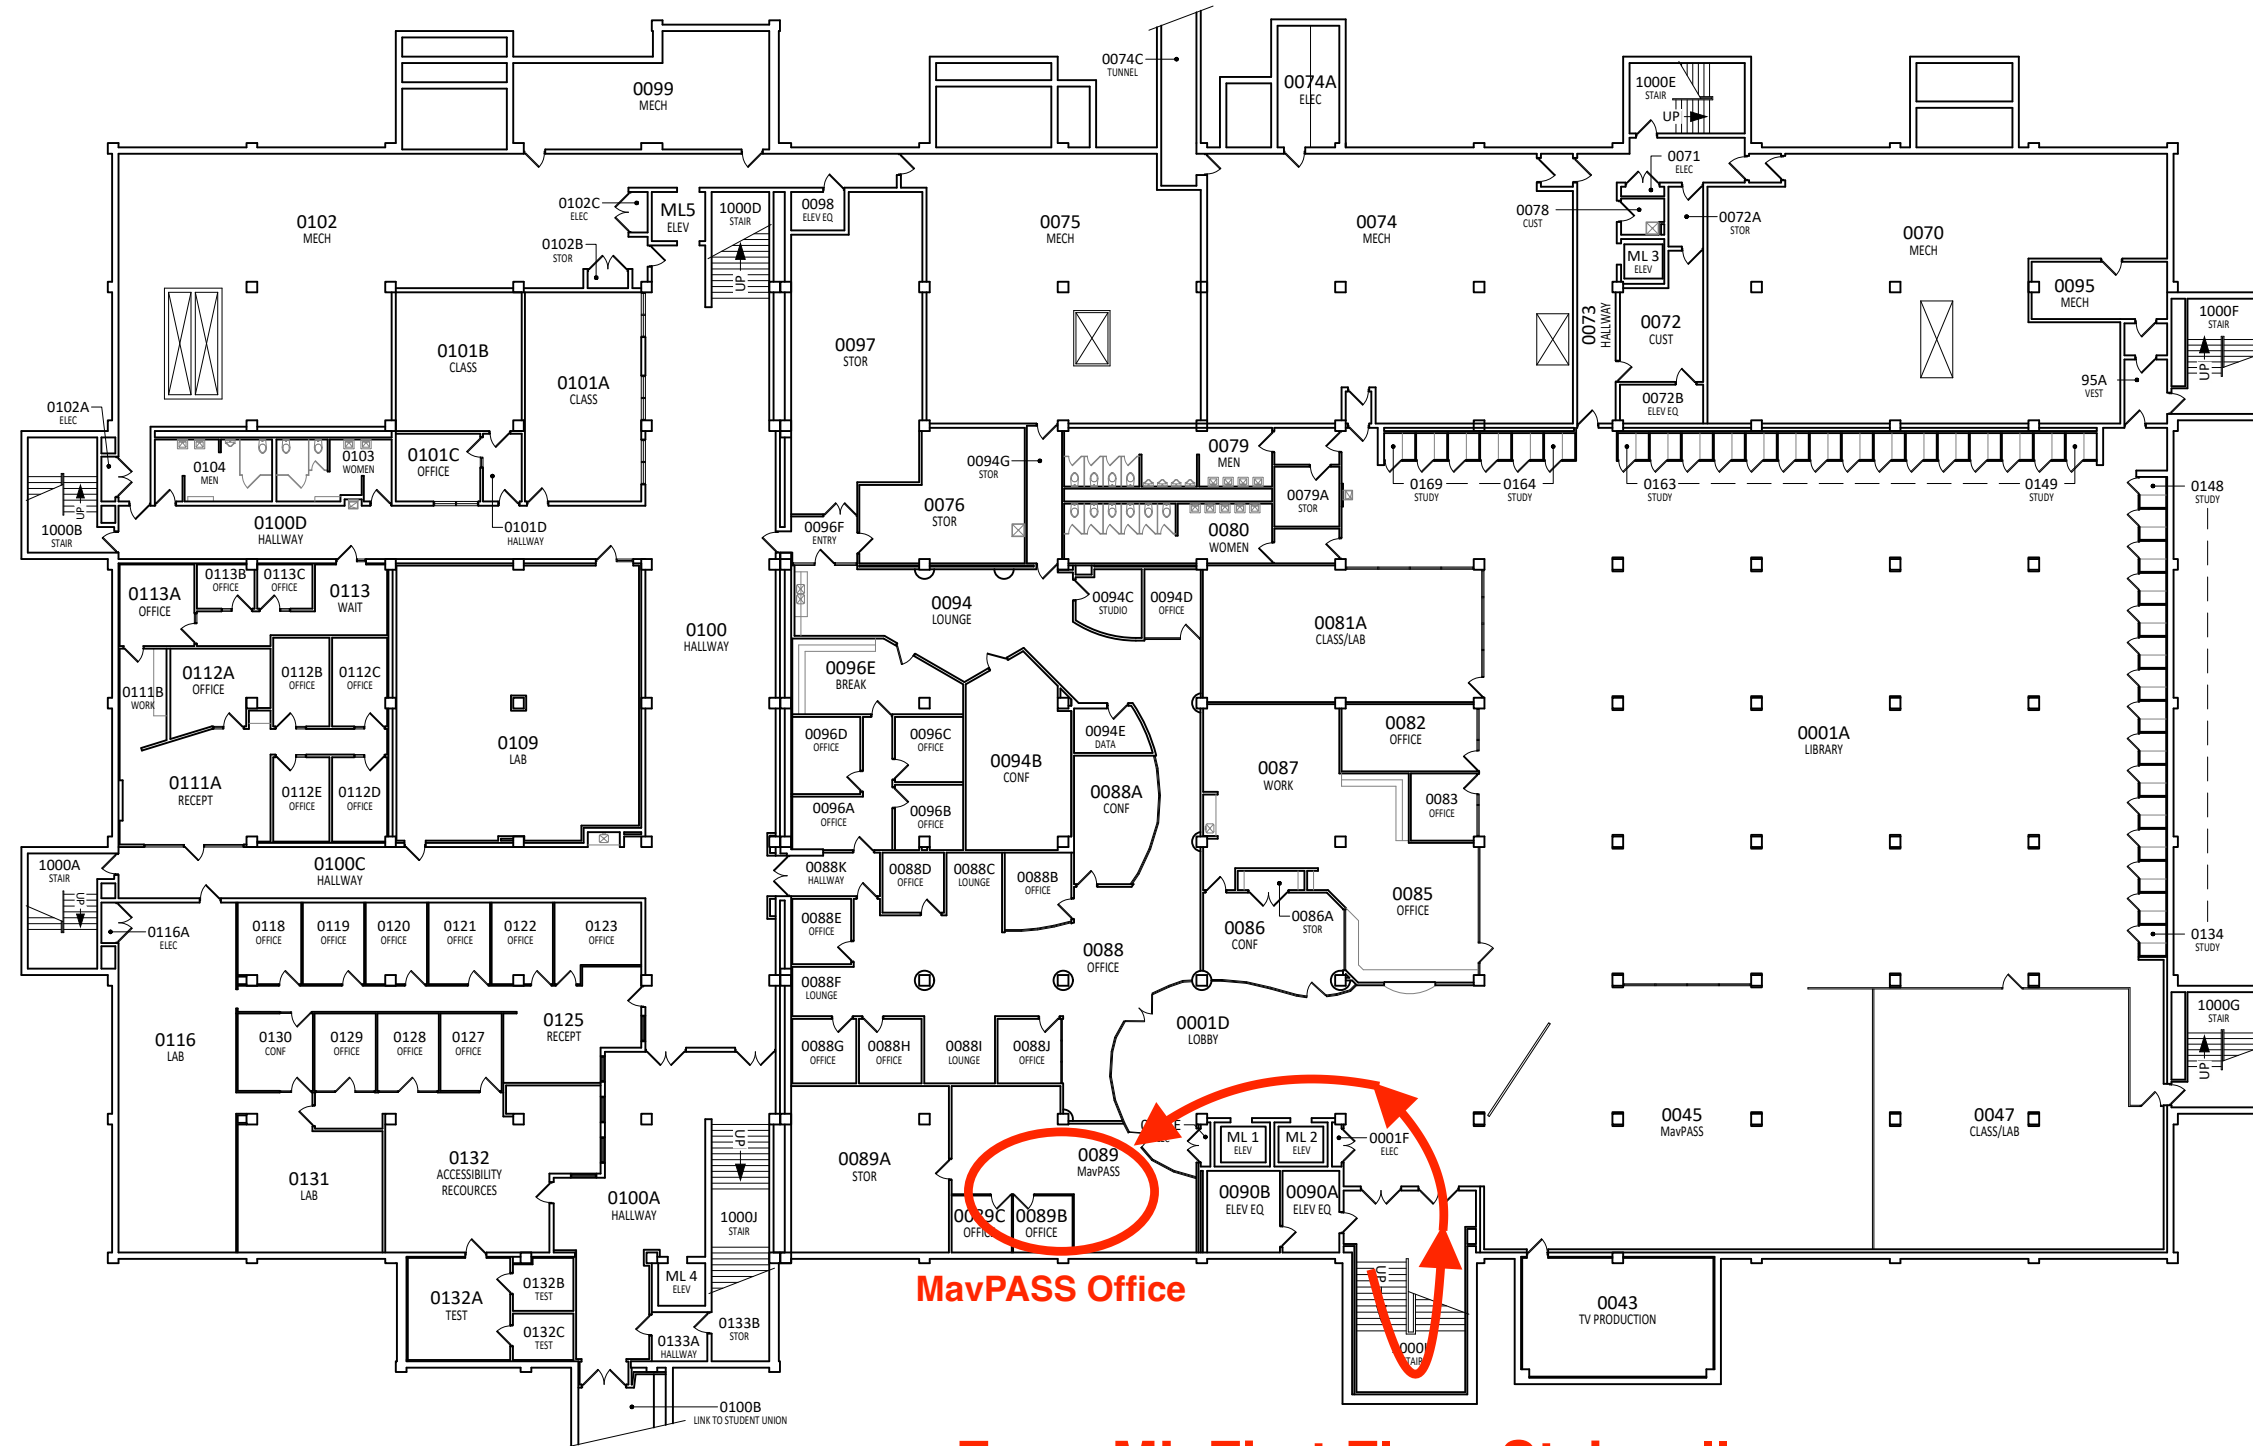 0074C
TUNNEL
0099
MECH
0074A
ELEC
1000E
STAIR
UP
0071
ELEC
0102C
ELEC
ML5
ELEV
1000D
STAIR
UP
0098
ELEV EQ
0102
MECH
0102B
STOR
0075
MECH
0074
MECH
0078
CUST
0072A
STOR
0070
MECH
ML 3
ELEV
0095
MECH
1000F
STAIR
UP
0073
HALLWAY
0072
CUST
0101B
CLASS
0101A
CLASS
0097
STOR
95A
VEST
0072B
ELEV EQ
0102A
ELEC
0104
MEN
0103
WOMEN
0101C
OFFICE
0094G
STOR
0079
MEN
0079A
STOR
0169
STUDY
0164
STUDY
0163
STUDY
0149
STUDY
0148
STUDY
UP
1000B
STAIR
0100D
HALLWAY
0101D
HALLWAY
0096F
ENTRY
0076
STOR
0080
WOMEN
0113A
OFFICE
0113B
OFFICE
0113C
OFFICE
0113
WAIT
0094
LOUNGE
0094C
STUDIO
0094D
OFFICE
0081A
CLASS/LAB
0100
HALLWAY
0111B
WORK
0112A
OFFICE
0112B
OFFICE
0112C
OFFICE
0096E
BREAK
0109
LAB
0096D
OFFICE
0096C
OFFICE
0094B
CONF
0094E
DATA
0082
OFFICE
0001A
LIBRARY
0087
WORK
0111A
RECEPT
0112E
OFFICE
0112D
OFFICE
0096A
OFFICE
0096B
OFFICE
0088A
CONF
0083
OFFICE
1000A
STAIR
UP
0100C
HALLWAY
0088K
HALLWAY
0088D
OFFICE
0088C
LOUNGE
0088B
OFFICE
0085
OFFICE
0116A
ELEC
0118
OFFICE
0119
OFFICE
0120
OFFICE
0121
OFFICE
0122
OFFICE
0123
OFFICE
0088E
OFFICE
0088
OFFICE
0086
CONF
0086A
STOR
0134
STUDY
0088F
LOUNGE
0116
LAB
0130
CONF
0129
OFFICE
0128
OFFICE
0127
OFFICE
0125
RECEPT
0088G
OFFICE
0088H
OFFICE
0088I
LOUNGE
0088J
OFFICE
0001D
LOBBY
1000G
STAIR
UP
0045
MavPASS
0047
CLASS/LAB
UP
ML 1
ELEV
ML 2
ELEV
0001F
ELEC
0131
LAB
0132
ACCESSIBILITY
RECOURCES
0089A
STOR
0089
MavPASS
0100A
HALLWAY
1000J
STAIR
0089C
OFFICE
0089B
OFFICE
0090B
ELEV EQ
0090A
ELEV EQ
UP
MavPASS Office
0132A
TEST
0132B
TEST
0132C
TEST
ML 4
ELEV
0133A
HALLWAY
0133B
STOR
0043
TV PRODUCTION
STAIR
0100B
LINK TO STUDENT UNION